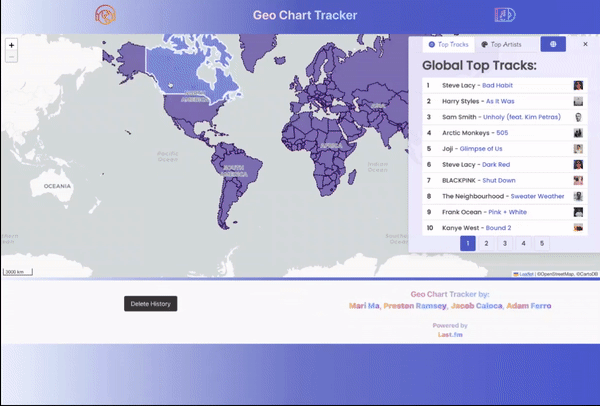 Geo Chart Tracker
+
−
Top Tracks
Top Artists
×
Global Top Tracks:
1 Steve Lacy - Bad Habit
2 Harry Styles - As It Was
3 Sam Smith - Unholy (feat. Kim Petras)
4 Arctic Monkeys - 505
5 Joji - Glimpse of Us
6 Steve Lacy - Dark Red
7 BLACKPINK - Shut Down
8 The Neighbourhood - Sweater Weather
9 Frank Ocean - Pink + White
10 Kanye West - Bound 2
1 2 3 4 5
AMERICA
Pacific
Ocean
OCEANIA
SOUTH
AMERICA
AFRICA
Indian
Ocean
3000 km
Leaflet | ©OpenStreetMap, ©CartoDB
Delete History
Geo Chart Tracker by:
Mari Ma, Preston Ramsey, Jacob Caloca, Adam Ferro
Powered by
Last.fm